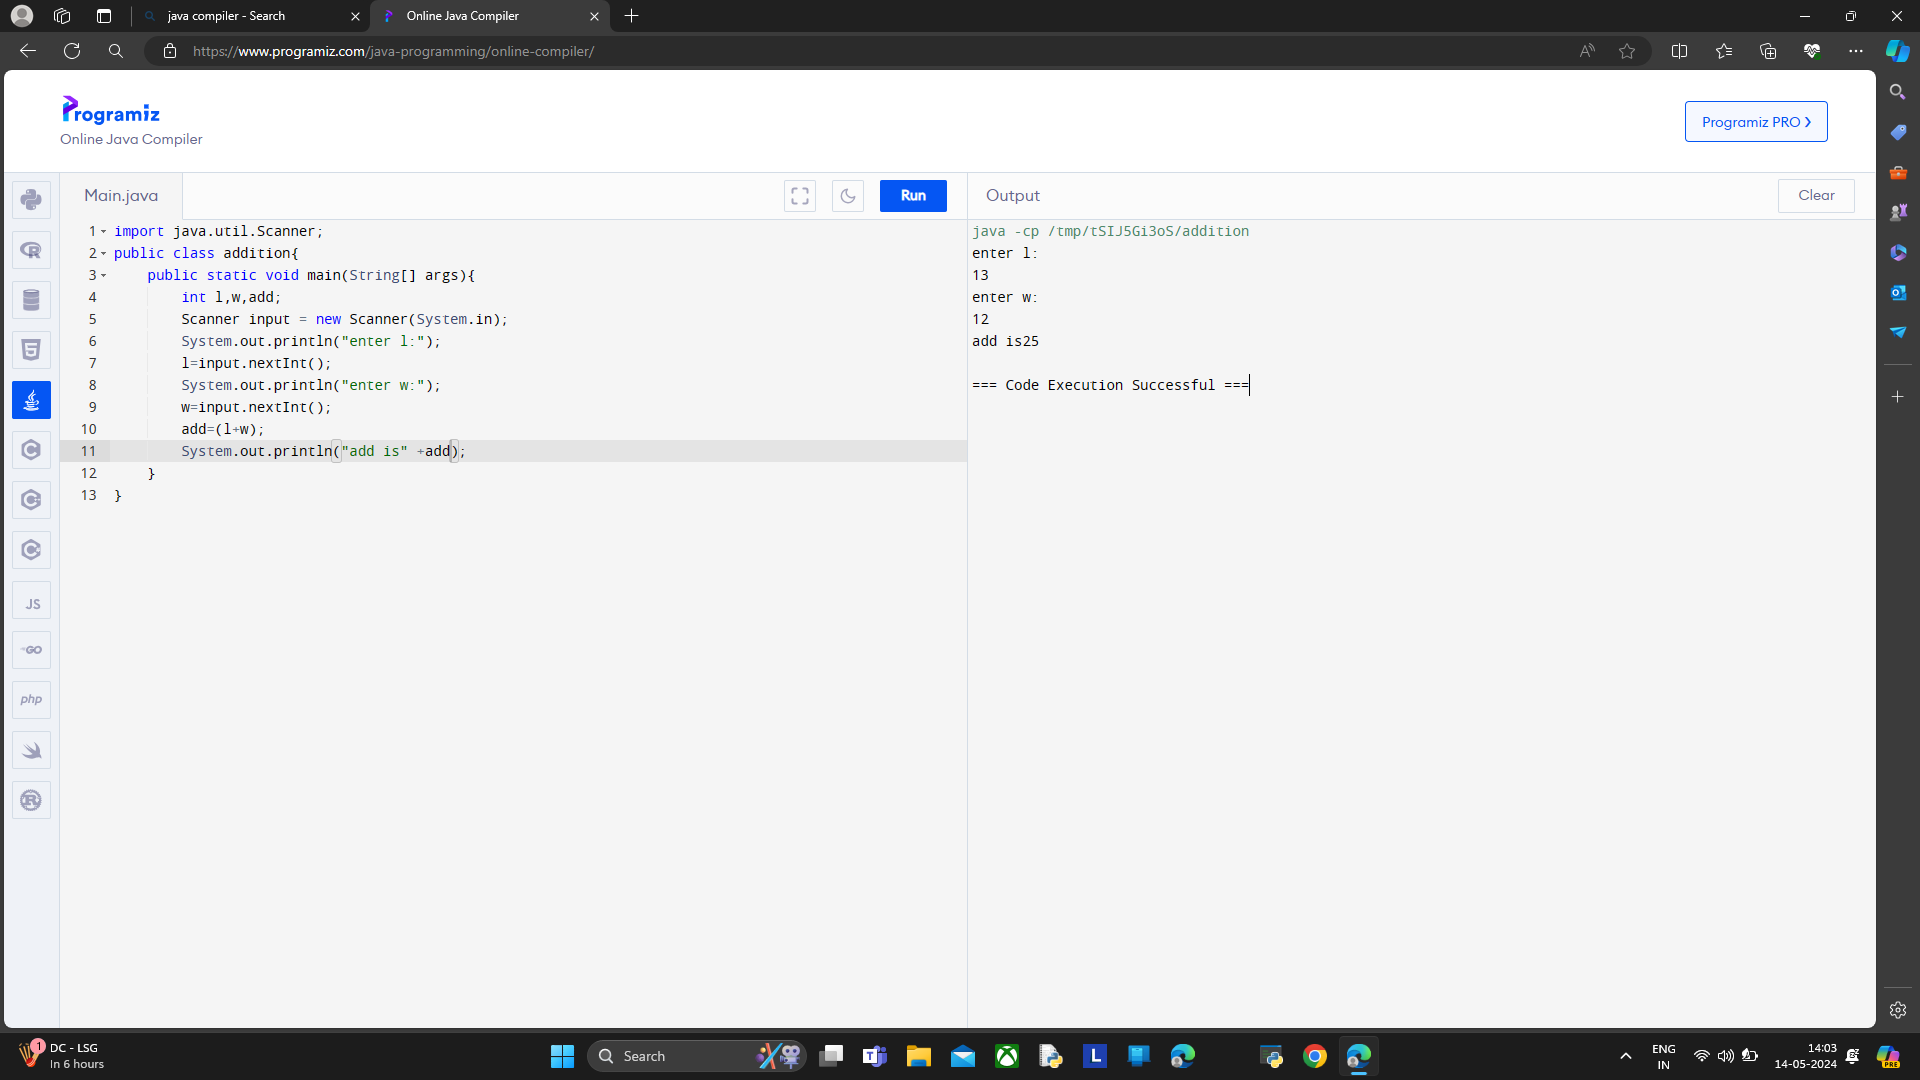 java compiler - Search
Online Java Compiler
https://www.programiz.com/java-programming/online-compiler/
Programiz
Online Java Compiler
Programiz PRO
Main.java
Run
Output
Clear
1 import java.util.Scanner;
2 public class addition{
3     public static void main(String[] args){
4         int l,w,add;
5         Scanner input = new Scanner(System.in);
6         System.out.println("enter l:");
7         l=input.nextInt();
8         System.out.println("enter w:");
9         w=input.nextInt();
10         add=(l+w);
11         System.out.println("add is" +add);
12     }
13 }
java -cp /tmp/tSIJ5Gi3oS/addition
enter l:
13
enter w:
12
add is25
=== Code Execution Successful ===
R
JS
GO
php
1
DC - LSG
In 6 hours
Search
L
ENG
IN
14:03
14-05-2024
PRE